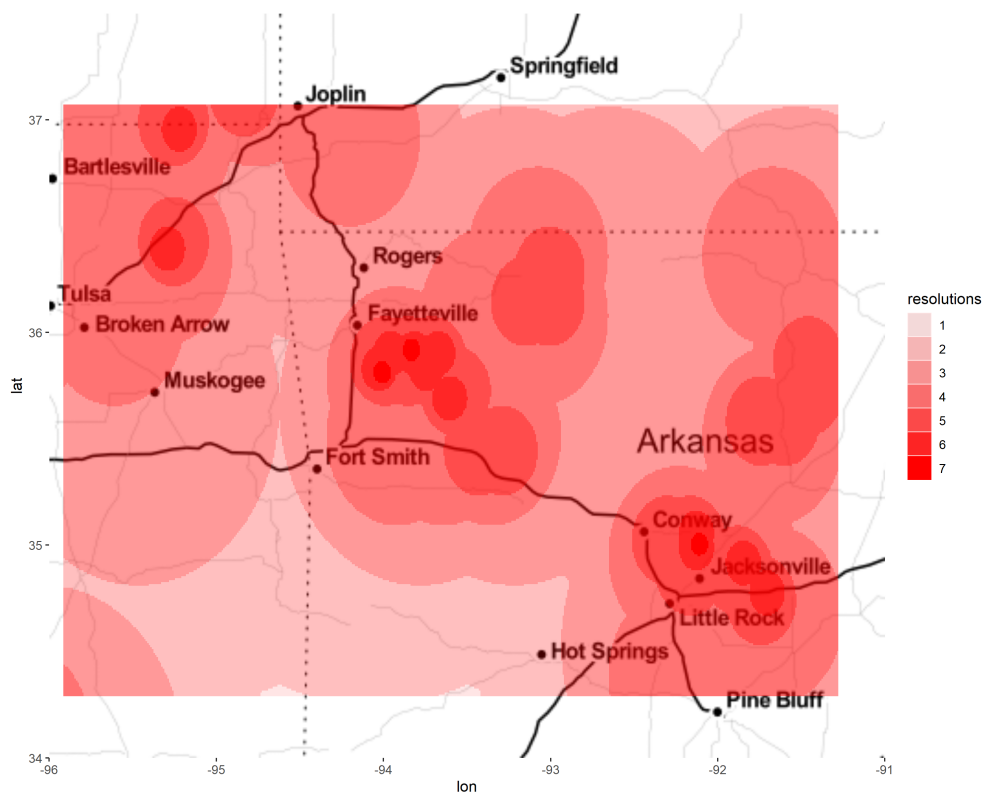 Springfield
Joplin
37
Bartlesville
Rogers
Tulsa
resolutions
Fayetteville
Broken Arrow
1
36
2
lat
Muskogee
3
4
5
Arkansas
6
Fort Smith
7
Conway
35
Jacksonville
Little Rock
Hot Springs
Pine Bluff
34
-96
-95
-94
-93
-92
-91
lon